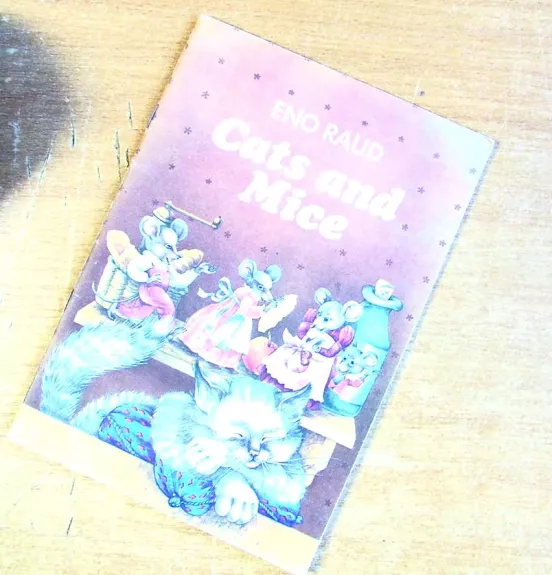 ENO RAUD
Cats and
Mice